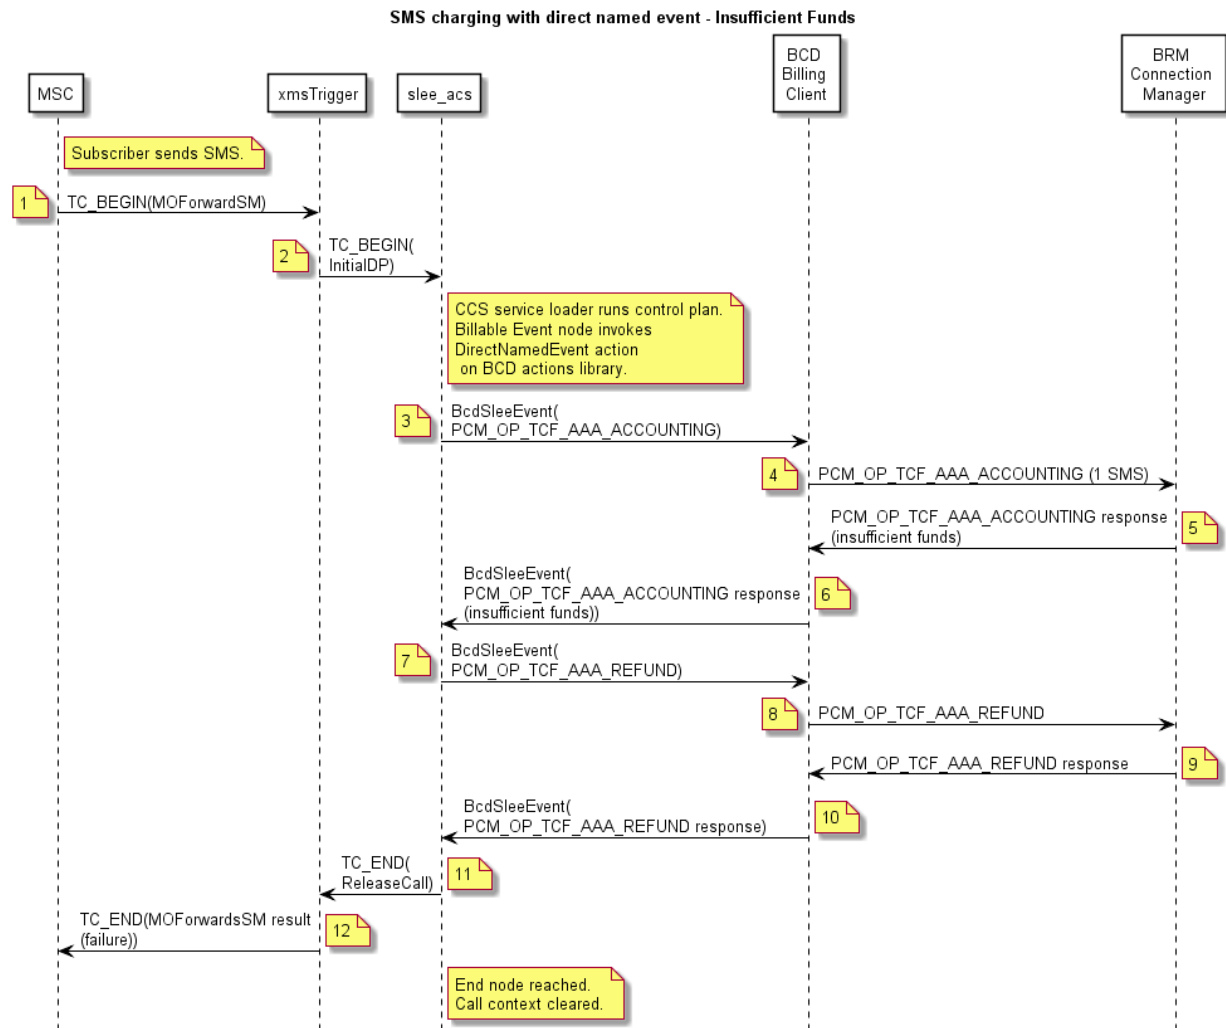 SMS charging with direct named event - Insufficient Funds
MSC
xmsTrigger
slee_acs
BCD
Billing
Client
BRM
Connection
Manager
Subscriber sends SMS.
1
TC_BEGIN(MOForwardSM)
2
TC_BEGIN(
InitialDP)
CCS service loader runs control plan.
Billable Event node invokes
DirectNamedEvent action
on BCD actions library.
3
BcdSleeEvent(
PCM_OP_TCF_AAA_ACCOUNTING)
4
PCM_OP_TCF_AAA_ACCOUNTING (1 SMS)
PCM_OP_TCF_AAA_ACCOUNTING response
(insufficient funds)
5
BcdSleeEvent(
PCM_OP_TCF_AAA_ACCOUNTING response
(insufficient funds))
6
7
BcdSleeEvent(
PCM_OP_TCF_AAA_REFUND)
8
PCM_OP_TCF_AAA_REFUND
PCM_OP_TCF_AAA_REFUND response
9
BcdSleeEvent(
PCM_OP_TCF_AAA_REFUND response)
10
TC_END(
ReleaseCall)
11
TC_END(MOForwardsSM result
(failure))
12
End node reached.
Call context cleared.